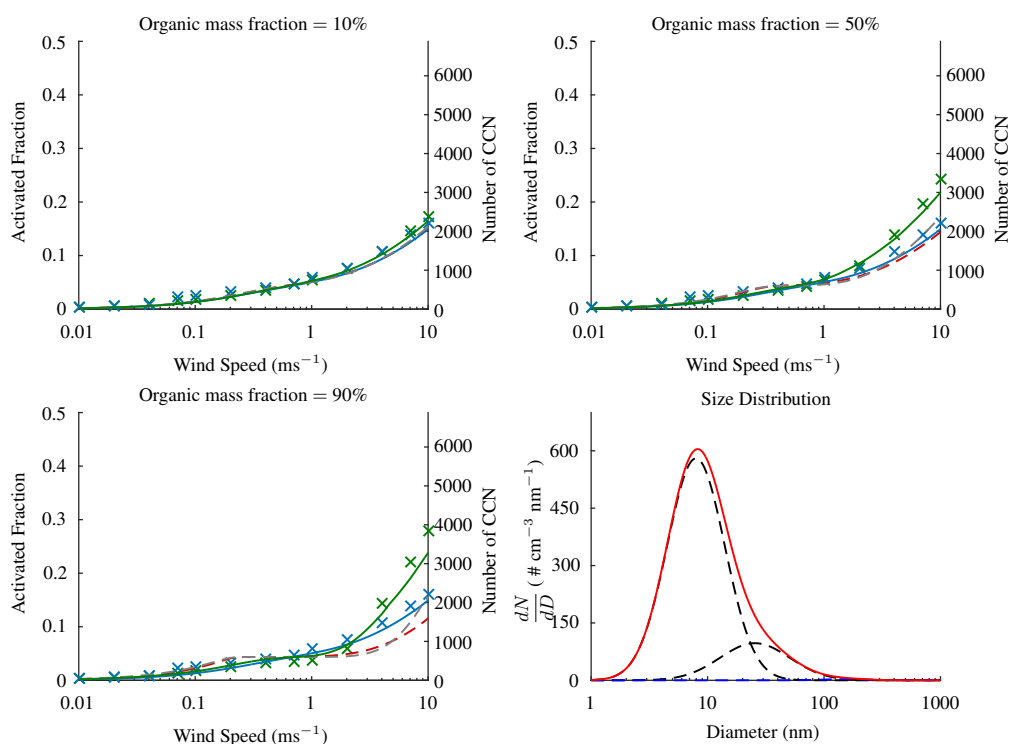 Organic mass fraction = 10%
0.5
0.4
0.3
0.2
0.1
0
Activated Fraction
6000
5000
4000
3000
2000
1000
0
Number of CCN
0.01 0.1 1 10
Wind Speed (ms⁻¹)
Organic mass fraction = 50%
0.5
0.4
0.3
0.2
0.1
0
Activated Fraction
6000
5000
4000
3000
2000
1000
0
Number of CCN
0.01 0.1 1 10
Wind Speed (ms⁻¹)
Organic mass fraction = 90%
0.5
0.4
0.3
0.2
0.1
0
Activated Fraction
6000
5000
4000
3000
2000
1000
0
Number of CCN
0.01 0.1 1 10
Wind Speed (ms⁻¹)
Size Distribution
600
450
300
150
0
dN/dD ( # cm⁻³ nm⁻¹)
1 10 100 1000
Diameter (nm)